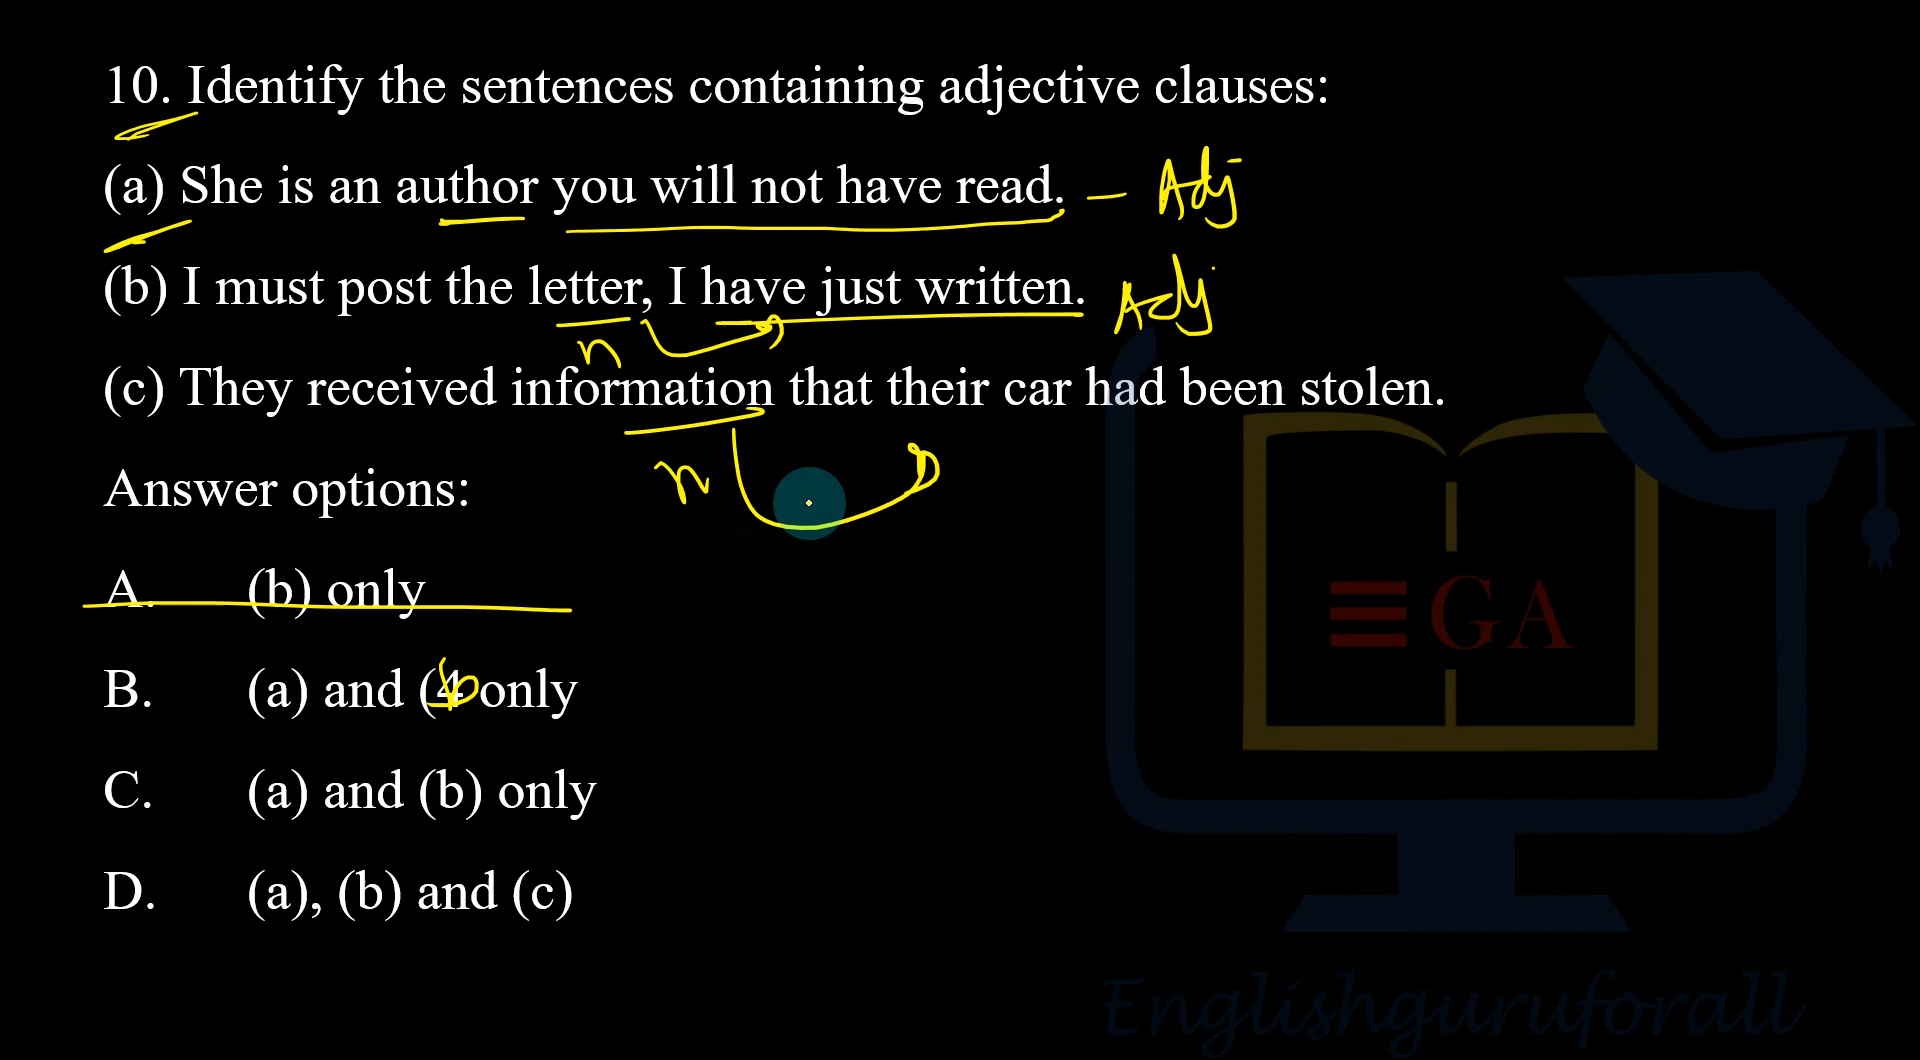 10. Identify the sentences containing adjective clauses:
(a) She is an author you will not have read. – Adj
(b) I must post the letter, I have just written. Adj
n
(c) They received information that their car had been stolen.
n
Answer options:
A. (b) only
B. (a) and (b only
C. (a) and (b) only
D. (a), (b) and (c)
GA
Englishguruforall